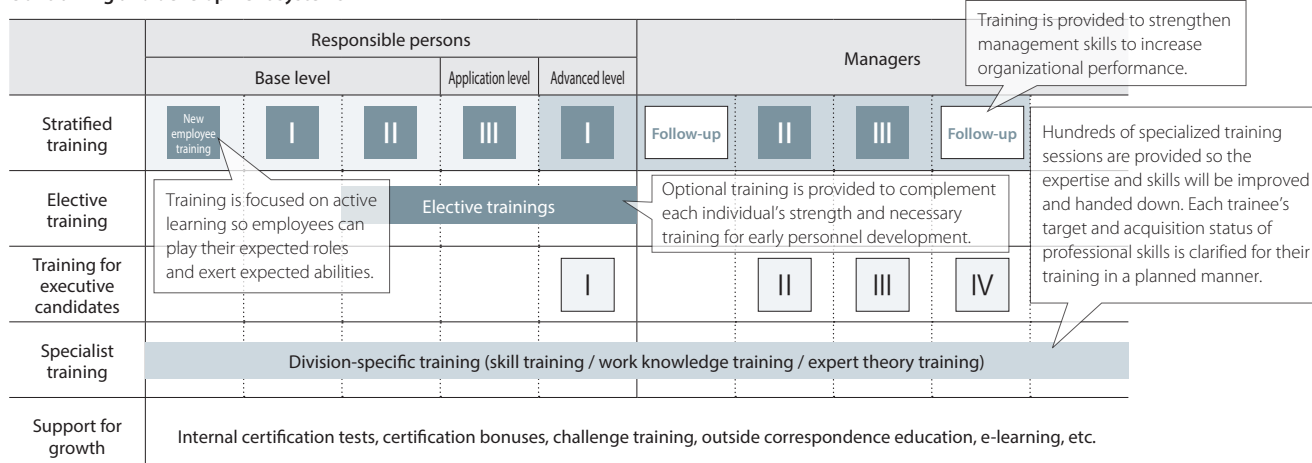 Responsible persons
Managers
Base level
Application level
Advanced level
Training is provided to strengthen
management skills to increase
organizational performance.
Stratified
training
New
employee
training
I
II
III
I
Follow-up
II
III
Follow-up
Hundreds of specialized training
sessions are provided so the
expertise and skills will be improved
and handed down. Each trainee’s
target and acquisition status of
professional skills is clarified for their
training in a planned manner.
Elective
training
Training is focused on active
learning so employees can
play their expected roles
and exert expected abilities.
Elective trainings
Optional training is provided to complement
each individual’s strength and necessary
training for early personnel development.
Training for
executive
candidates
I
II
III
IV
Specialist
training
Division-specific training (skill training / work knowledge training / expert theory training)
Support for
growth
Internal certification tests, certification bonuses, challenge training, outside correspondence education, e-learning, etc.